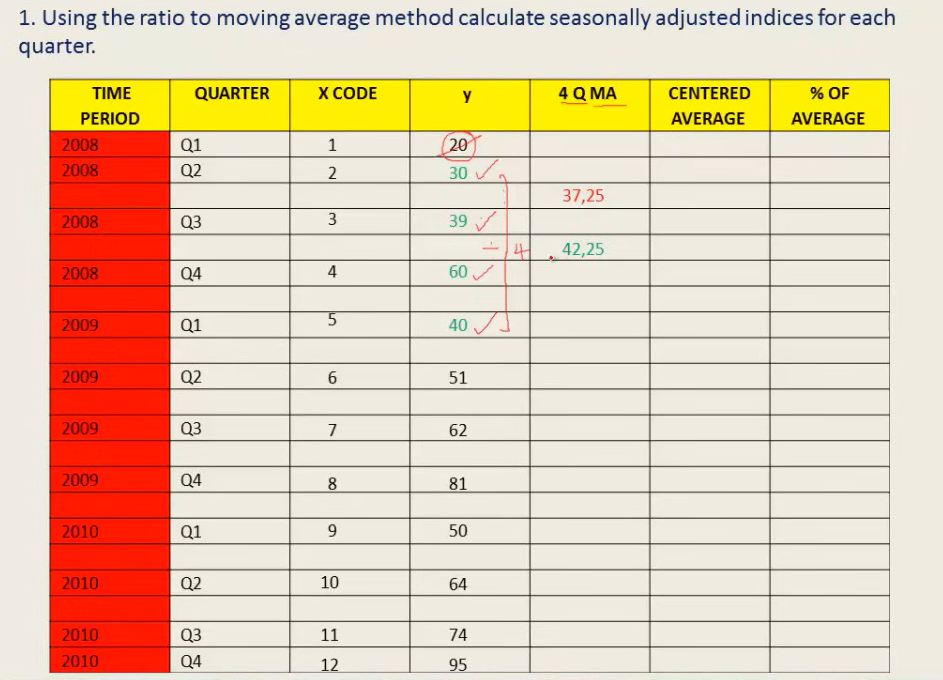 1. Using the ratio to moving average method calculate seasonally adjusted indices for each
quarter.
TIME PERIOD QUARTER X CODE y 4 Q MA CENTERED AVERAGE % OF AVERAGE
2008 Q1 1 20
2008 Q2 2 30
37,25
2008 Q3 3 39
÷ 4 42,25
2008 Q4 4 60
2009 Q1 5 40
2009 Q2 6 51
2009 Q3 7 62
2009 Q4 8 81
2010 Q1 9 50
2010 Q2 10 64
2010 Q3 11 74
2010 Q4 12 95